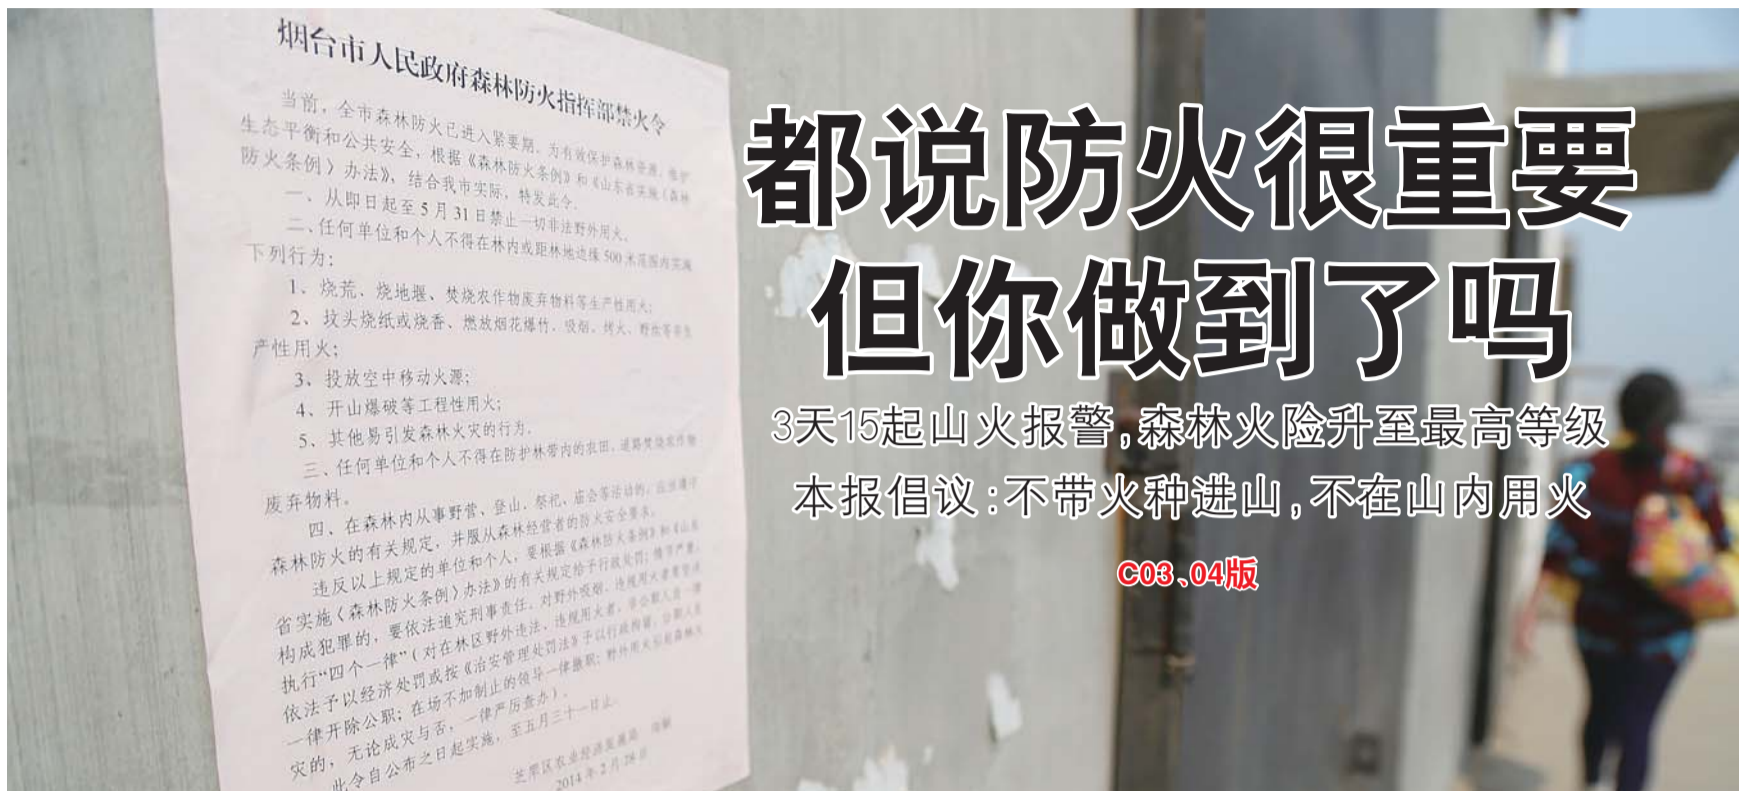 烟台市人民政府森林防火指挥部禁火令
当前，全市森林防火已进入紧要期。为有效保护森林资源，维护
生态平衡和公共安全，根据《森林防火条例》和《山东省实施〈森林
防火条例〉办法》，结合我市实际，特发此令。
一、从即日起至5月31日禁止一切非法野外用火。
二、任何单位和个人不得在林内或距林地边缘500米范围内实施
下列行为：
1、烧荒、烧地堰、焚烧农作物废弃物料等生产性用火；
2、坟头烧纸或烧香、燃放烟花爆竹、吸烟、烤火、野炊等非生
产性用火；
3、投放空中移动火源；
4、开山爆破等工程性用火；
5、其他易引发森林火灾的行为.
三、任何单位和个人不得在防护林带内的农田、道路焚烧农作物
废弃物料。
四、在森林内从事野营、登山、祭祀、庙会等活动的，应当遵守
森林防火的有关规定，并服从森林经营者的防火安全要求。
违反以上规定的单位和个人，要根据《森林防火条例》和《山东
省实施〈森林防火条例〉办法》的有关规定给予行政处罚；情节严重，
构成犯罪的，要依法追究刑事责任。对野外吸烟、违规用火者
执行“四个一律”（对在林区野外违法、违规用火者，非公职人员一律
依法予以经济处罚或按《治安管理处罚法》予以行政拘留，公职人员
一律开除公职；在场不加制止的领导一律撤职；野外用火引起森林火
灾的，无论成灾与否，一律严厉查办）。
此令自公布之日起实施，至五月三十一日止.
芝罘区农业经济发展局
2014年2月26日
都说防火很重要
但你做到了吗
3天15起山火报警,森林火险升至最高等级
本报倡议:不带火种进山,不在山内用火
C03、04版